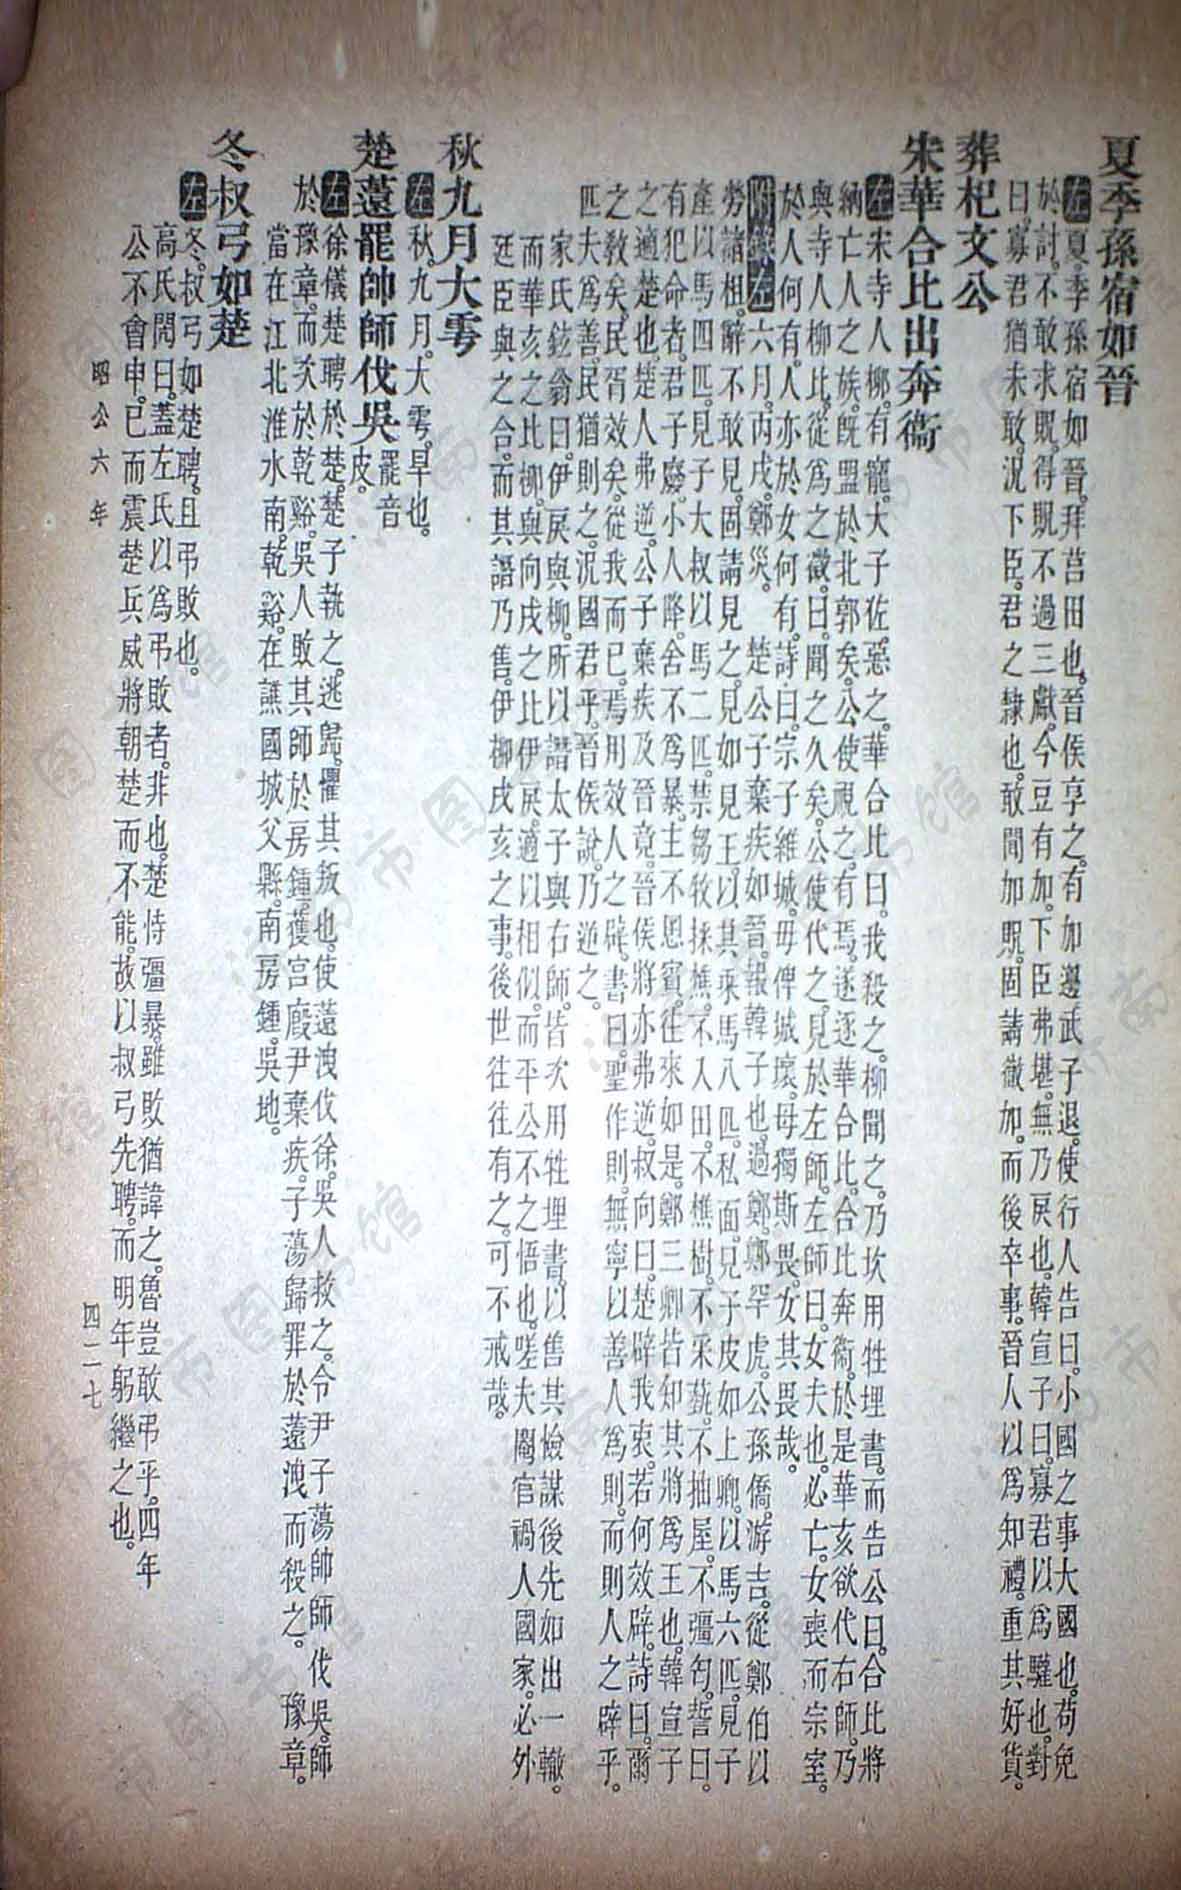 夏季孫宿如晉
左夏。季孫宿如晉。拜莒田也。晉侯享之。有加籩。武子退。使行人告曰。小國之事大國也。苟免
於討。不敢求貺。得貺不過三獻。今豆有加。下臣弗堪。無乃戾也。韓宣子曰。寡君以爲驩也。對
曰。寡君猶未敢。況下臣。君之隸也。敢聞加貺。固請徹加。而後卒事。晉人以爲知禮。重其好貨。
葬杞文公
宋華合比出奔衞
左宋寺人柳。有寵。大子佐。惡之。華合比曰。我殺之。柳聞之。乃坎用牲埋書。而告公曰。合比將
納亡人之族。旣盟於北郭矣。公使視之。有焉。遂逐華合比。合比奔衞。於是華亥欲代右師。乃
與寺人柳比。從爲之徵。曰。聞之久矣。公使代之。見於左師。左師曰。女夫也。必亡。女喪而宗室。
於人何有。人亦於女何有。詩曰。宗子維城。毋俾城壞。毋獨斯畏。女其畏哉。
附錄左六月。丙戌。鄭災。　楚公子棄疾如晉。報韓子也。過鄭。鄭罕虎。公孫僑。游吉。從鄭伯以
勞諸柤。辭不敢見。固請見之。見如見王。以其乘馬八匹。私面。見子皮如上卿。以馬六匹。見子
產以馬四匹。見子大叔以馬二匹。禁芻牧採樵。不入田。不樵樹。不采蓺。不抽屋。不彊匄。誓曰。
有犯命者。君子廢。小人降。舍不爲暴。主不慁賓。往來如是。鄭三卿皆知其將爲王也。韓宣子
之適楚也。楚人弗逆。公子棄疾及晉竟。晉侯將亦弗逆。叔向曰。楚辟我衷。若何效辟。詩曰。爾
之敎矣。民胥效矣。從我而已。焉用效人之辟。書曰。聖作則。無寧以善人爲則。而則人之辟乎。
匹夫爲善。民猶則之。況國君乎。晉侯說。乃逆之。
家氏鉉翁曰。伊戾與柳。所以譖太子與右師。皆次用牲埋書。以售其憸謀。後先如出一轍。
而華亥之比柳。與向戌之比伊戾。適以相似。而平公不之悟也。嗟夫。閹官禍人國家。必外
廷臣與之合。而其譖乃售。伊柳戌亥之事。後世往往有之。可不戒哉。
秋九月大雩
左秋。九月。大雩。旱也。
楚薳罷帥師伐吳罷音皮。
左徐儀楚聘於楚。楚子執之。逃歸。懼其叛也。使薳洩伐徐。吳人救之。令尹子蕩帥師伐吳。師
於豫章。而次於乾谿。吳人敗其師於房鍾。獲宮廄尹棄疾。子蕩歸罪於薳洩而殺之。　豫章。
當在江北淮水南。乾谿。在譙國城父縣。南房鍾。吳地。
冬叔弓如楚
左冬。叔弓如楚聘。且弔敗也。
高氏閌曰。蓋左氏以爲弔敗者。非也。楚恃彊暴。雖敗猶諱之。魯豈敢弔乎。四年
公不會申。已而震楚兵威。將朝楚而不能。故以叔弓先聘。而明年躬繼之也。
昭公六年
四二七